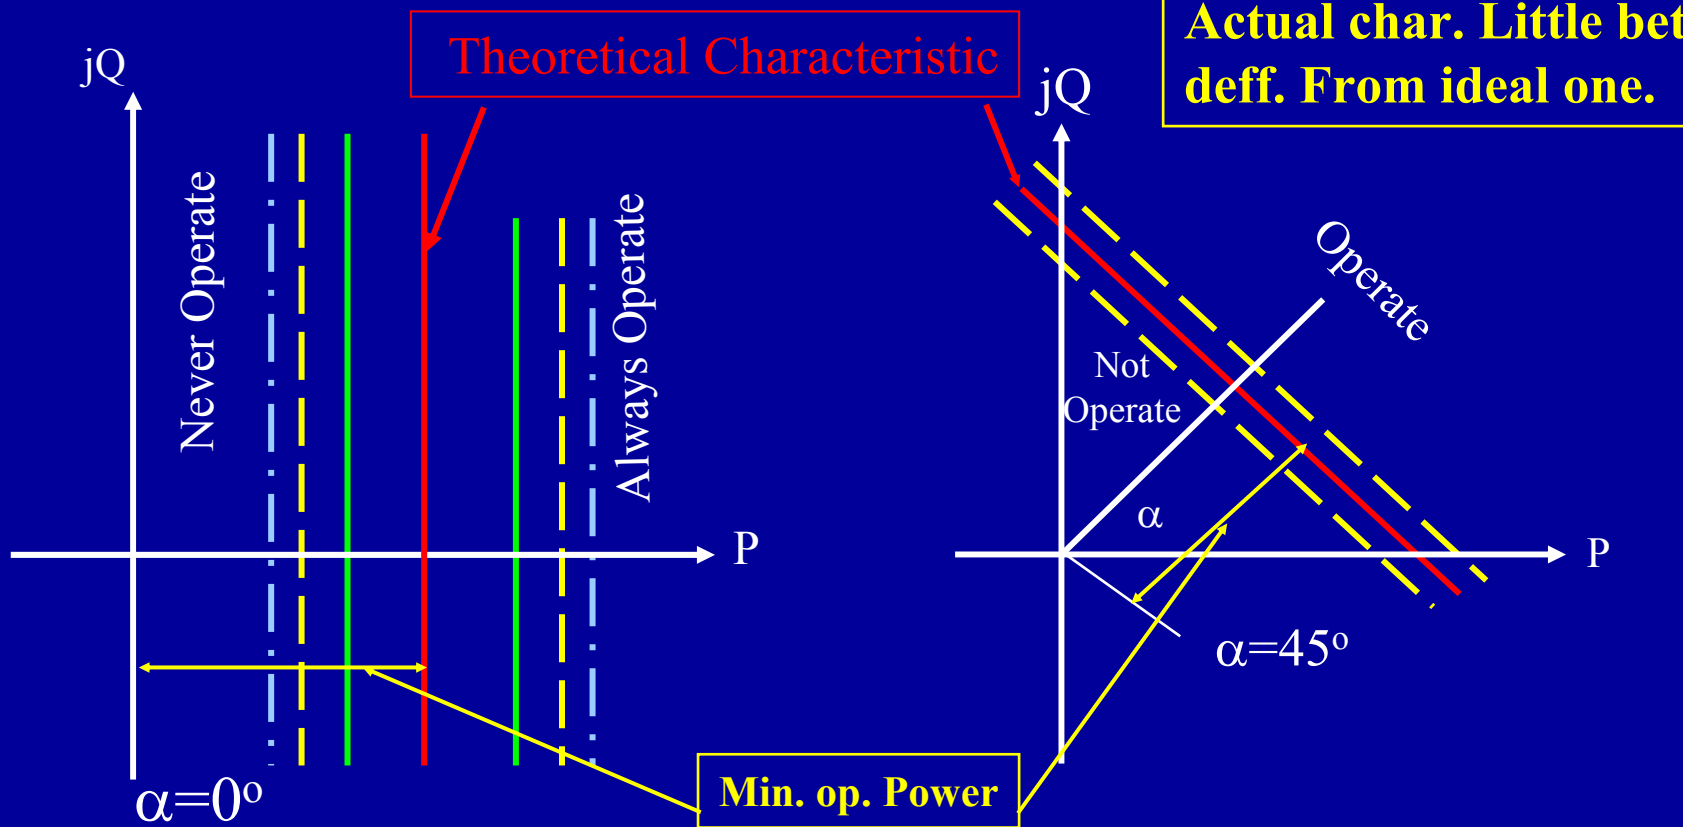 Actual char. Little bet
deff. From ideal one.
Theoretical Characteristic
jQ
jQ
Never Operate
Always Operate
Operate
Not
Operate
α
P
P
α=45º
α=0º
Min. op. Power